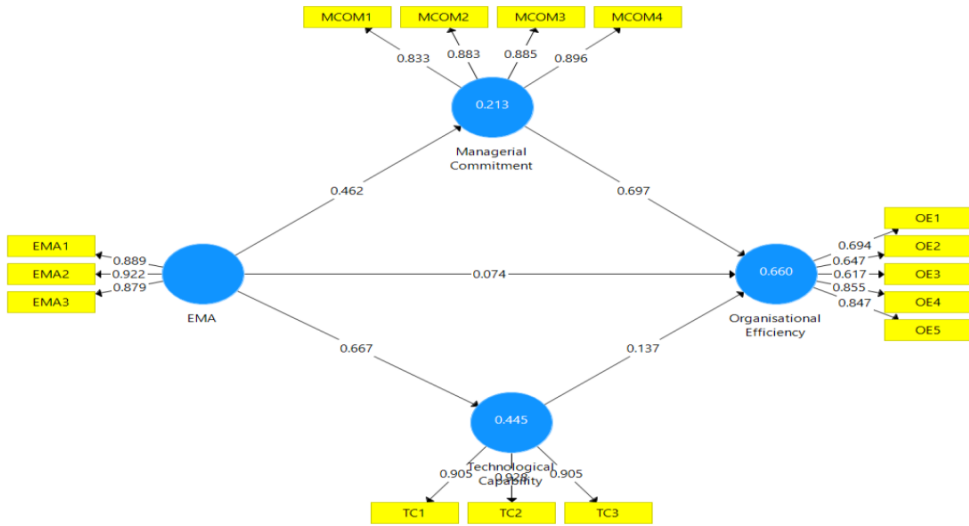 MCOM1 MCOM2 MCOM3 MCOM4
0.833 0.883 0.885 0.896
0.213
Managerial
Commitment
0.462 0.697
EMA1
EMA2
EMA3
0.889
0.922
0.879
EMA
0.074
0.660
Organisational
Efficiency
0.694
0.647
0.617
0.855
0.847
OE1
OE2
OE3
OE4
OE5
0.667 0.137
0.445
Technological
Capability
0.905 0.928 0.905
TC1 TC2 TC3